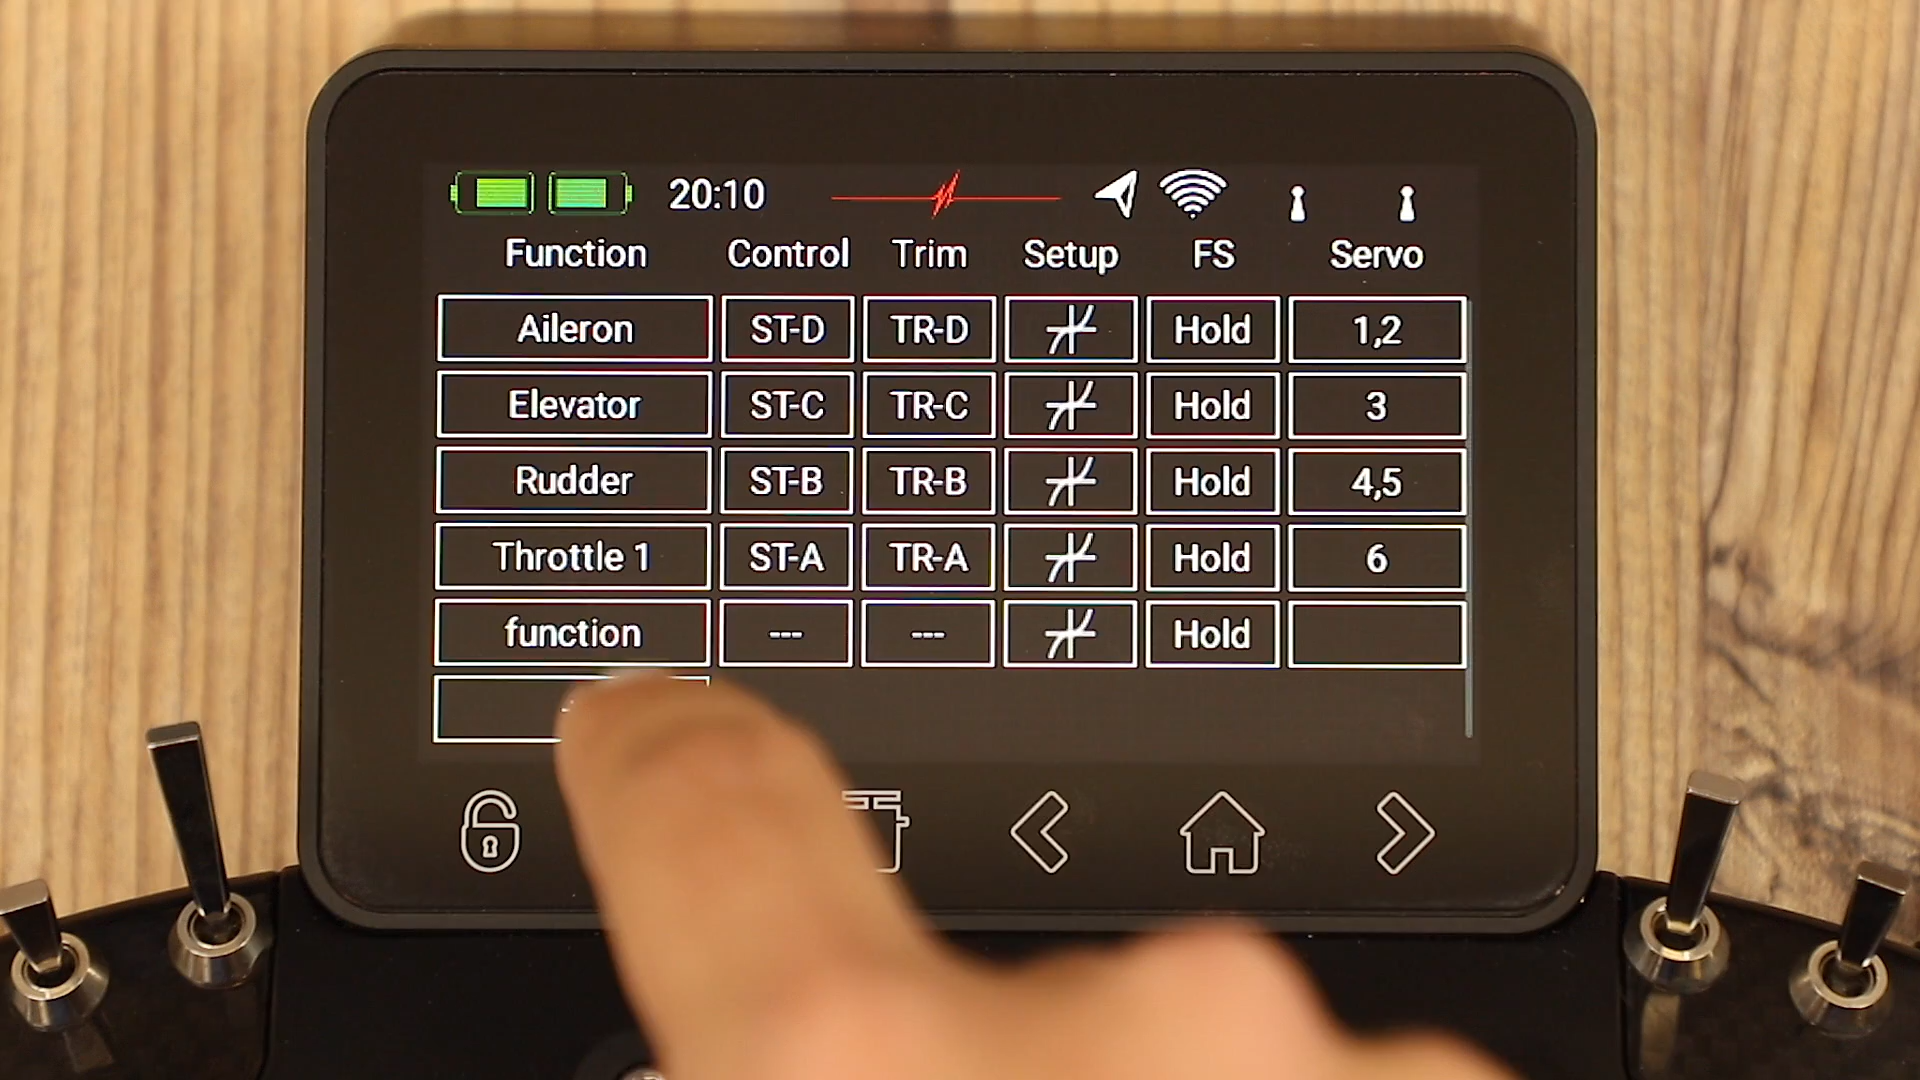 20:10
Function Control Trim Setup FS Servo
Aileron ST-D TR-D Hold 1,2
Elevator ST-C TR-C Hold 3
Rudder ST-B TR-B Hold 4,5
Throttle 1 ST-A TR-A Hold 6
function --- --- Hold